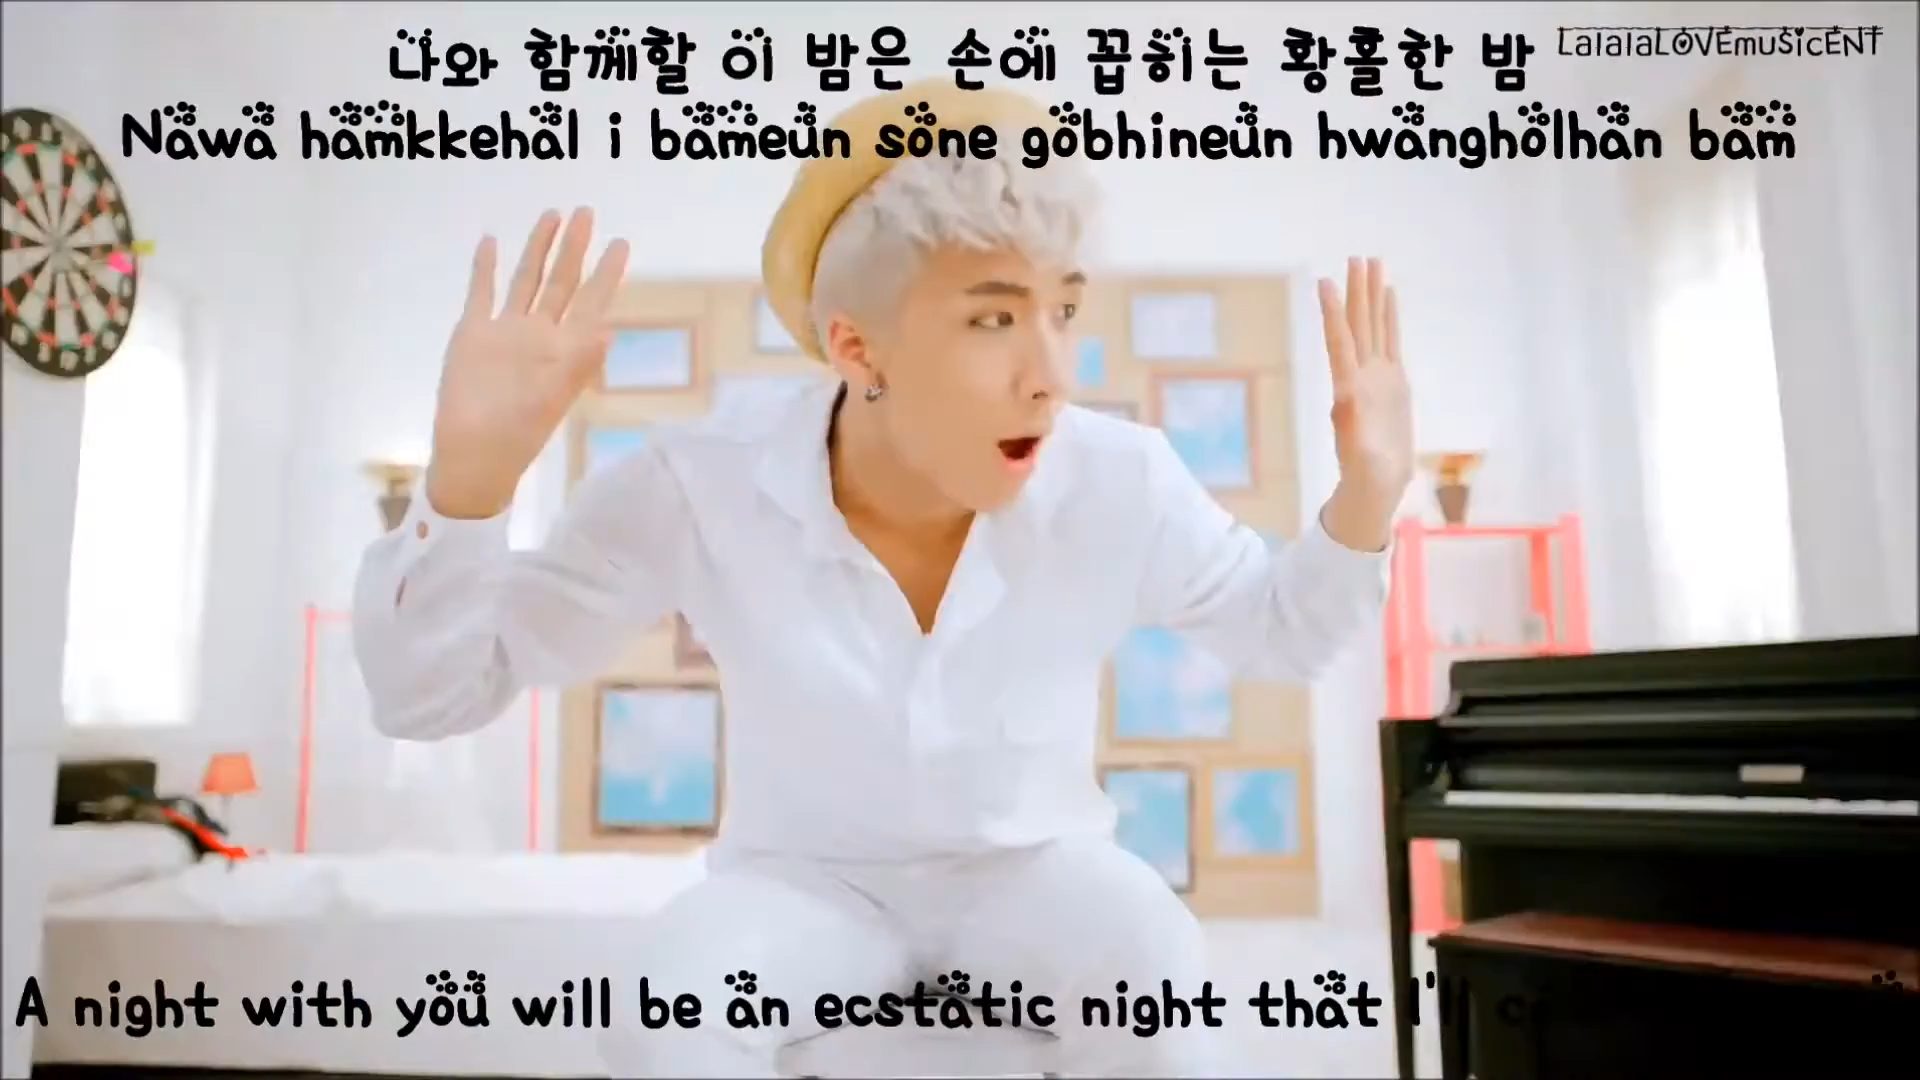 나와 함께할 이 밤은 손에 꼽히는 황홀한 밤
LalalaLOVEmusicENT
Nawa hamkkehal i bameun sone gobhineun hwangholhan bam
A night with you will be an ecstatic night that I'll